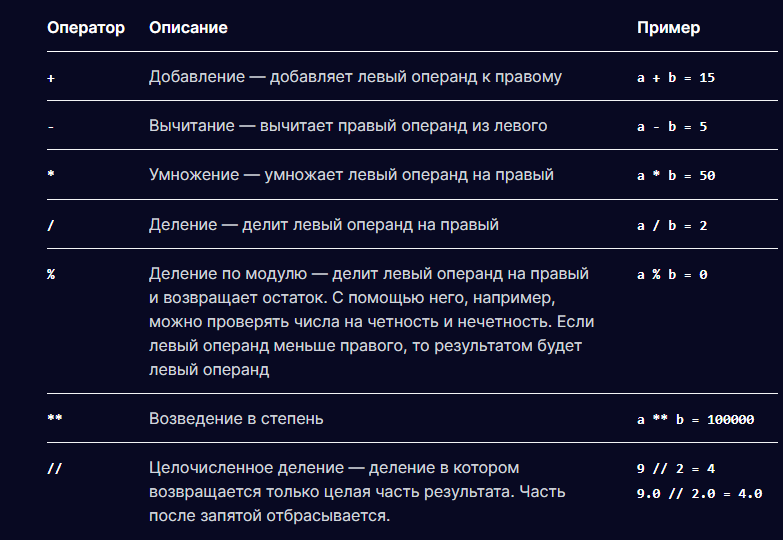 Оператор Описание Пример
+ Добавление — добавляет левый операнд к правому a + b = 15
- Вычитание — вычитает правый операнд из левого a - b = 5
* Умножение — умножает левый операнд на правый a * b = 50
/ Деление — делит левый операнд на правый a / b = 2
% Деление по модулю — делит левый операнд на правый a % b = 0
и возвращает остаток. С помощью него, например,
можно проверять числа на четность и нечетность. Если
левый операнд меньше правого, то результатом будет
левый операнд
** Возведение в степень a ** b = 100000
// Целочисленное деление — деление в котором 9 // 2 = 4
возвращается только целая часть результата. Часть 9.0 // 2.0 = 4.0
после запятой отбрасывается.